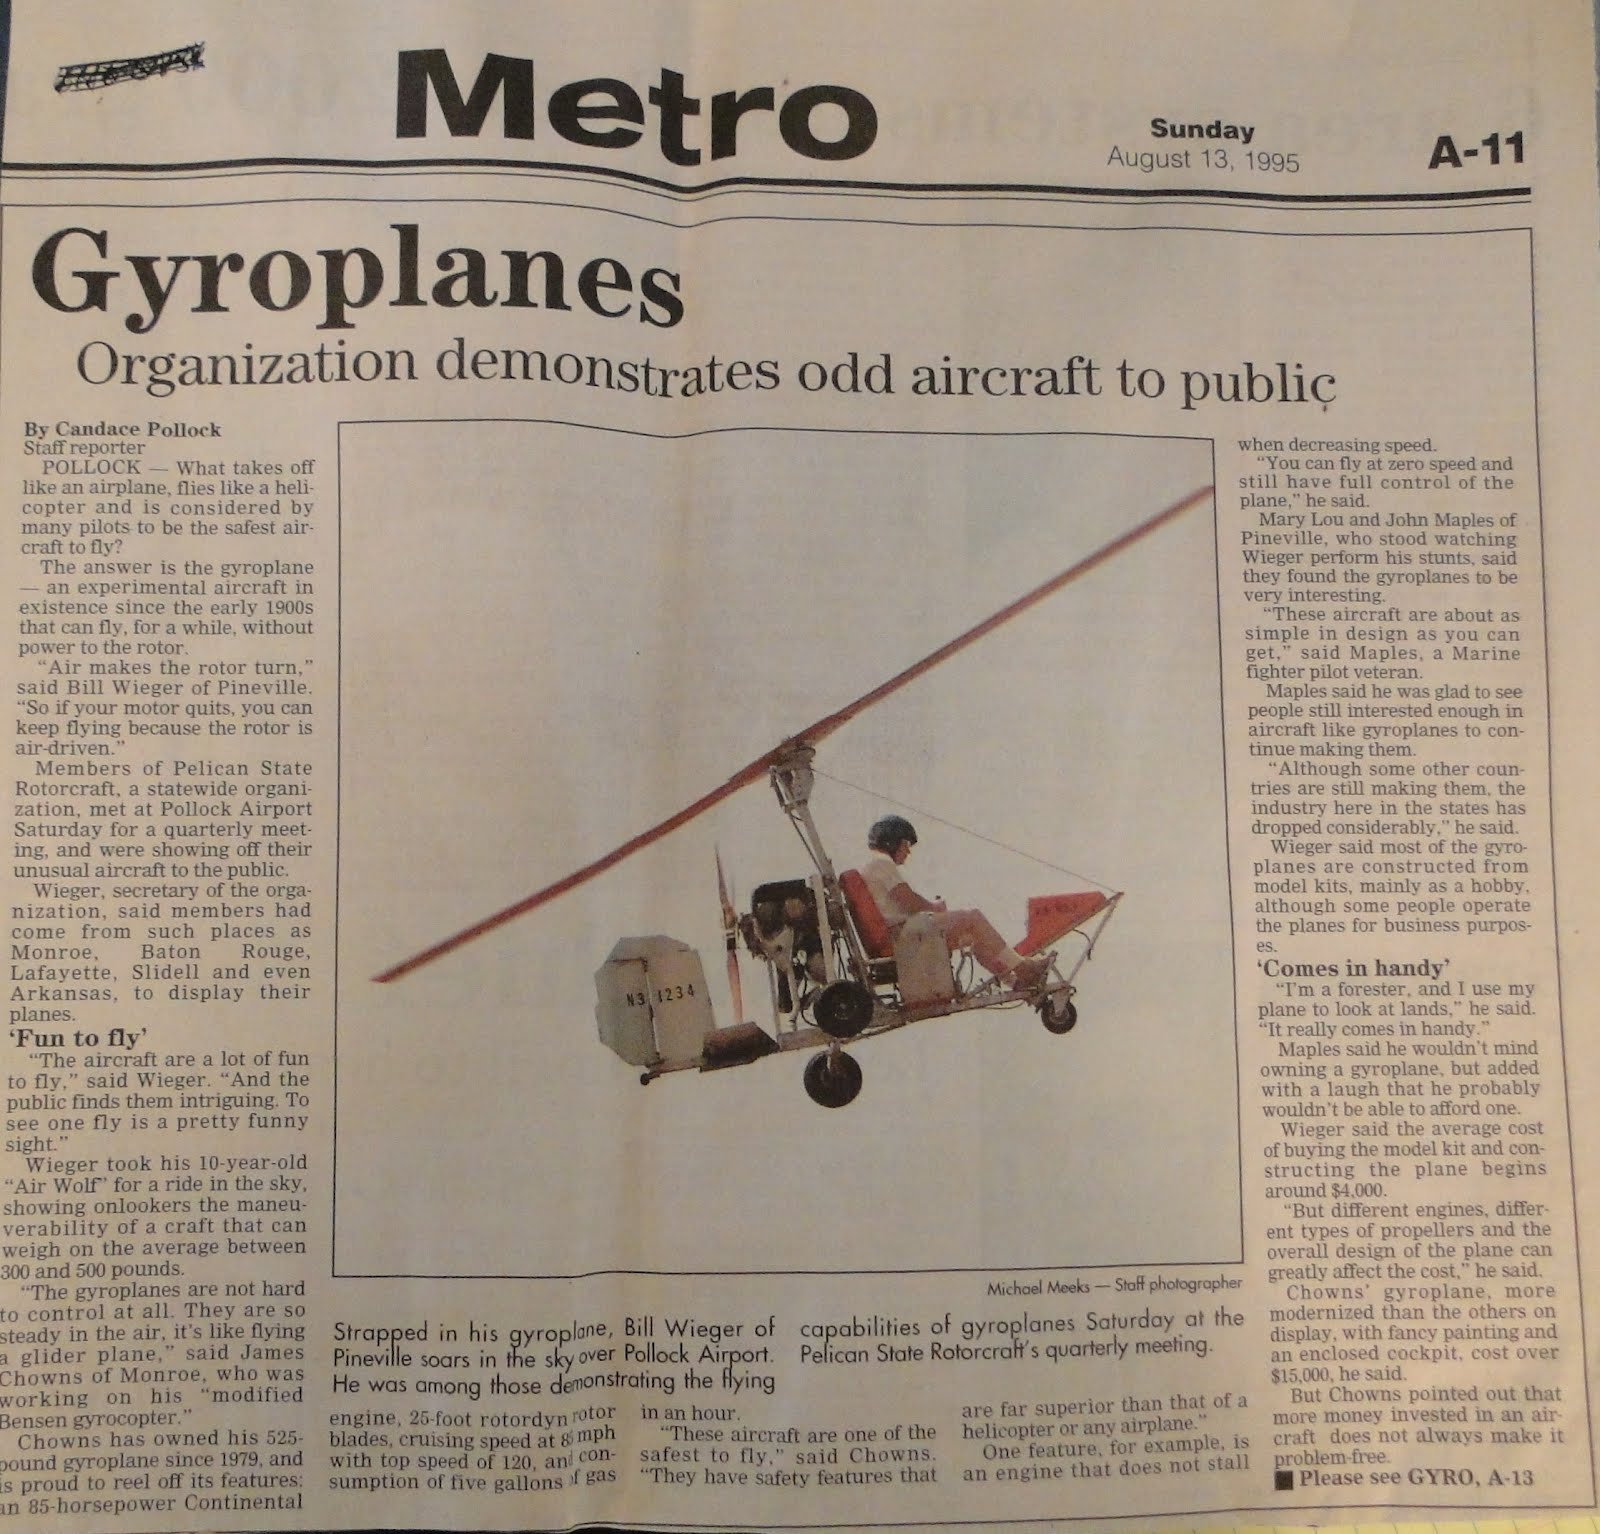 Metro
Sunday
August 13, 1995
A-11
Gyroplanes
Organization demonstrates odd aircraft to public
By Candace Pollock
Staff reporter
POLLOCK — What takes off
like an airplane, flies like a heli-
copter and is considered by
many pilots to be the safest air-
craft to fly?
The answer is the gyroplane
— an experimental aircraft in
existence since the early 1900s
that can fly, for a while, without
power to the rotor.
"Air makes the rotor turn,"
said Bill Wieger of Pineville.
"So if your motor quits, you can
keep flying because the rotor is
air-driven."
Members of Pelican State
Rotorcraft, a statewide organi-
zation, met at Pollock Airport
Saturday for a quarterly meet-
ing, and were showing off their
unusual aircraft to the public.
Wieger, secretary of the orga-
nization, said members had
come from such places as
Monroe, Baton Rouge,
Lafayette, Slidell and even
Arkansas, to display their
planes.
'Fun to fly'
"The aircraft are a lot of fun
to fly," said Wieger. "And the
public finds them intriguing. To
see one fly is a pretty funny
sight."
Wieger took his 10-year-old
"Air Wolf" for a ride in the sky,
showing onlookers the maneu-
verability of a craft that can
weigh on the average between
300 and 500 pounds.
"The gyroplanes are not hard
to control at all. They are so
steady in the air, it's like flying
a glider plane," said James
Chowns of Monroe, who was
working on his "modified
Bensen gyrocopter."
Chowns has owned his 525-
pound gyroplane since 1979, and
is proud to reel off its features:
an 85-horsepower Continental
N3 1234
Michael Meeks — Staff photographer
Strapped in his gyroplane, Bill Wieger of
Pineville soars in the sky over Pollock Airport.
He was among those demonstrating the flying
capabilities of gyroplanes Saturday at the
Pelican State Rotorcraft's quarterly meeting.
engine, 25-foot rotordyn rotor
blades, cruising speed at mph
with top speed of 120, and con-
sumption of five gallons of gas
in an hour.
"These aircraft are one of the
safest to fly," said Chowns.
"They have safety features that
are far superior than that of a
helicopter or any airplane."
One feature, for example, is
an engine that does not stall
when decreasing speed.
"You can fly at zero speed and
still have full control of the
plane," he said.
Mary Lou and John Maples of
Pineville, who stood watching
Wieger perform his stunts, said
they found the gyroplanes to be
very interesting.
"These aircraft are about as
simple in design as you can
get," said Maples, a Marine
fighter pilot veteran.
Maples said he was glad to see
people still interested enough in
aircraft like gyroplanes to con-
tinue making them.
"Although some other coun-
tries are still making them, the
industry here in the states has
dropped considerably," he said.
Wieger said most of the gyro-
planes are constructed from
model kits, mainly as a hobby,
although some people operate
the planes for business purpos-
es.
'Comes in handy'
"I'm a forester, and I use my
plane to look at lands," he said.
"It really comes in handy."
Maples said he wouldn't mind
owning a gyroplane, but added
with a laugh that he probably
wouldn't be able to afford one.
Wieger said the average cost
of buying the model kit and con-
structing the plane begins
around $4,000.
"But different engines, differ-
ent types of propellers and the
overall design of the plane can
greatly affect the cost," he said.
Chowns' gyroplane, more
modernized than the others on
display, with fancy painting and
an enclosed cockpit, cost over
$15,000, he said.
But Chowns pointed out that
more money invested in an air-
craft does not always make it
problem-free.
■ Please see GYRO, A-13